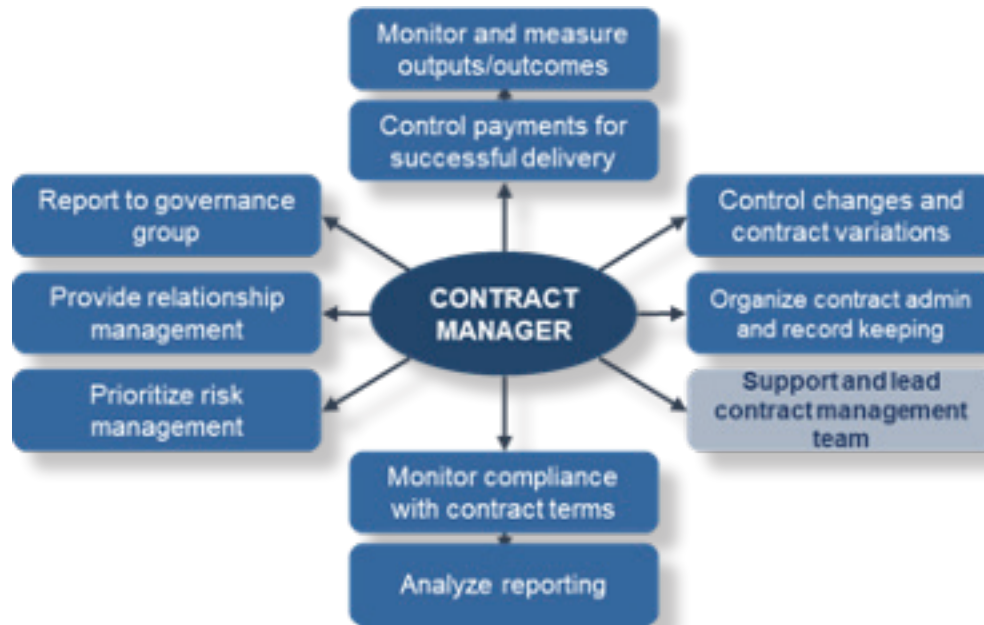 Monitor and measure
outputs/outcomes
Control payments for
successful delivery
Report to governance
group
Control changes and
contract variations
Provide relationship
management
CONTRACT
MANAGER
Organize contract admin
and record keeping
Prioritize risk
management
Support and lead
contract management
team
Monitor compliance
with contract terms
Analyze reporting